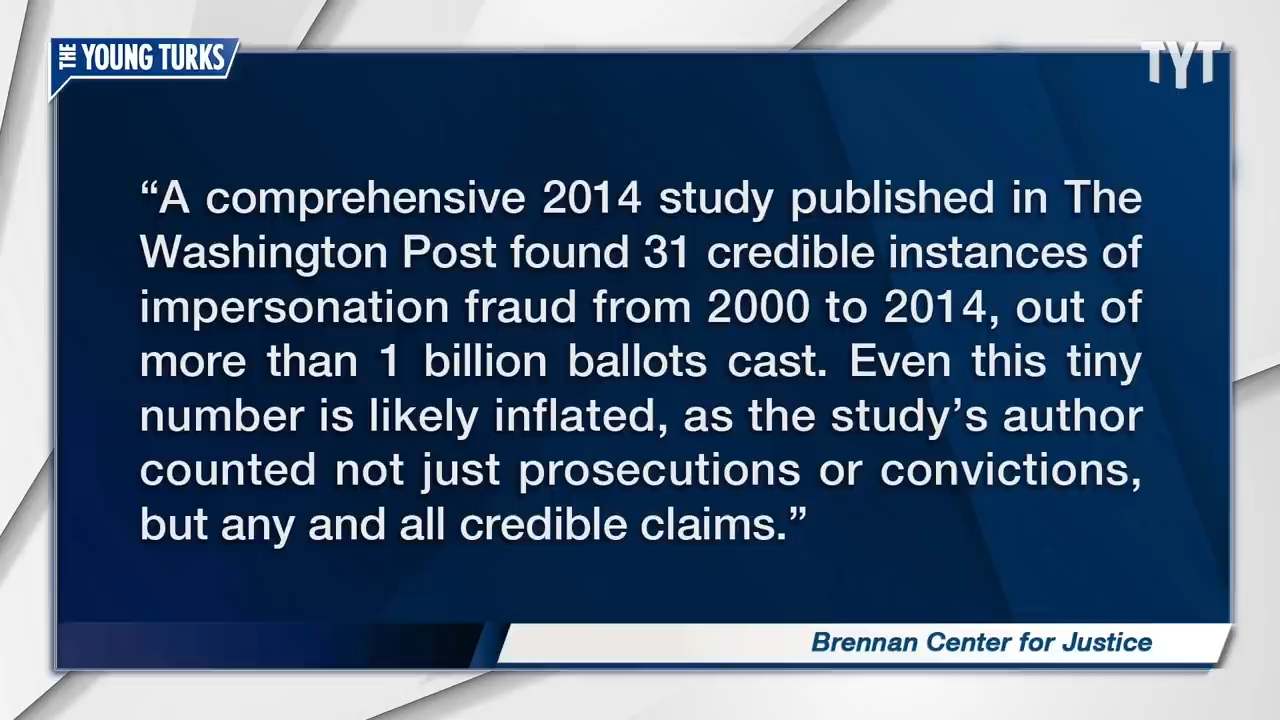 THE YOUNG TURKS
TYT
“A comprehensive 2014 study published in The
Washington Post found 31 credible instances of
impersonation fraud from 2000 to 2014, out of
more than 1 billion ballots cast. Even this tiny
number is likely inflated, as the study’s author
counted not just prosecutions or convictions,
but any and all credible claims.”
Brennan Center for Justice